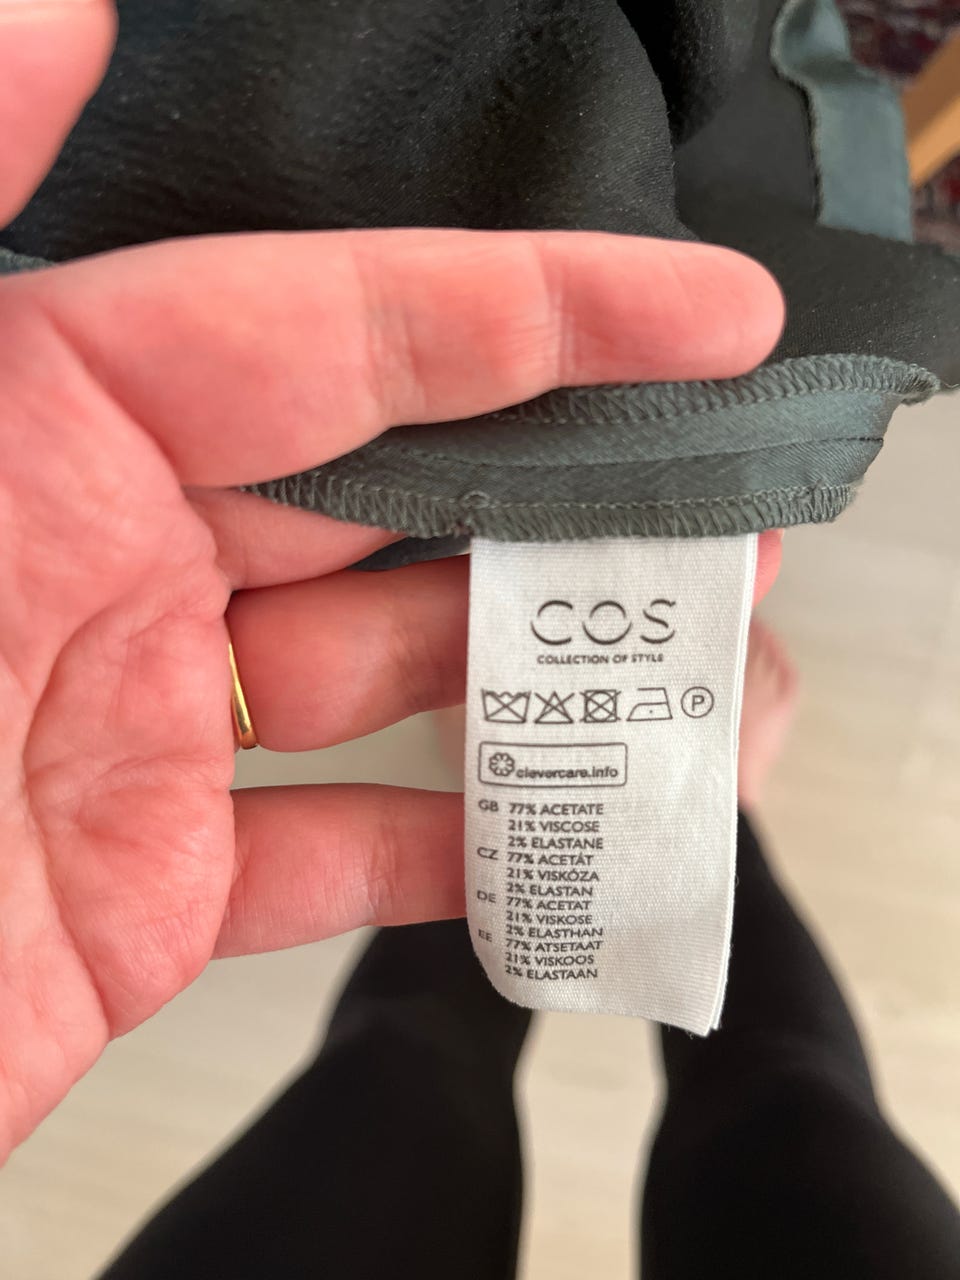 COS
COLLECTION OF STYLE
P
clevercare.info
GB 77% ACETATE
21% VISCOSE
2% ELASTANE
CZ 77% ACETÁT
21% VISKÓZA
2% ELASTAN
DE 77% ACETAT
21% VISKOSE
2% ELASTHAN
EE 77% ATSETAAT
21% VISKOOS
2% ELASTAAN